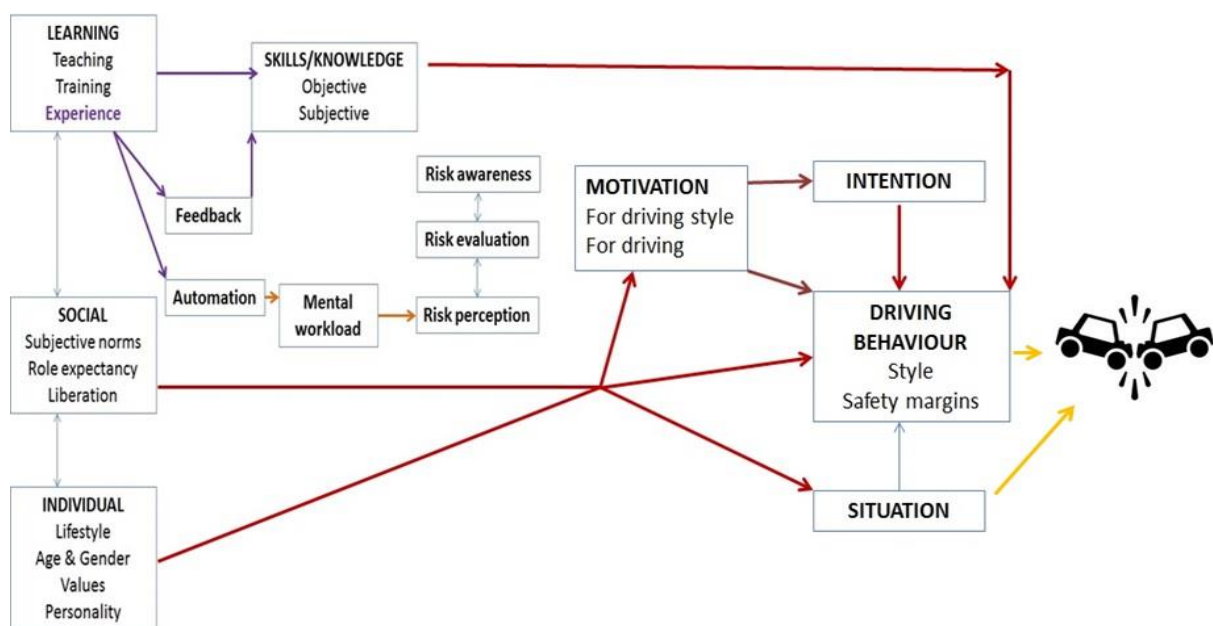 LEARNING
Teaching
Training
Experience
SKILLS/KNOWLEDGE
Objective
Subjective
Feedback
Automation
Mental
workload
Risk awareness
Risk evaluation
Risk perception
SOCIAL
Subjective norms
Role expectancy
Liberation
INDIVIDUAL
Lifestyle
Age & Gender
Values
Personality
MOTIVATION
For driving style
For driving
INTENTION
DRIVING
BEHAVIOUR
Style
Safety margins
SITUATION